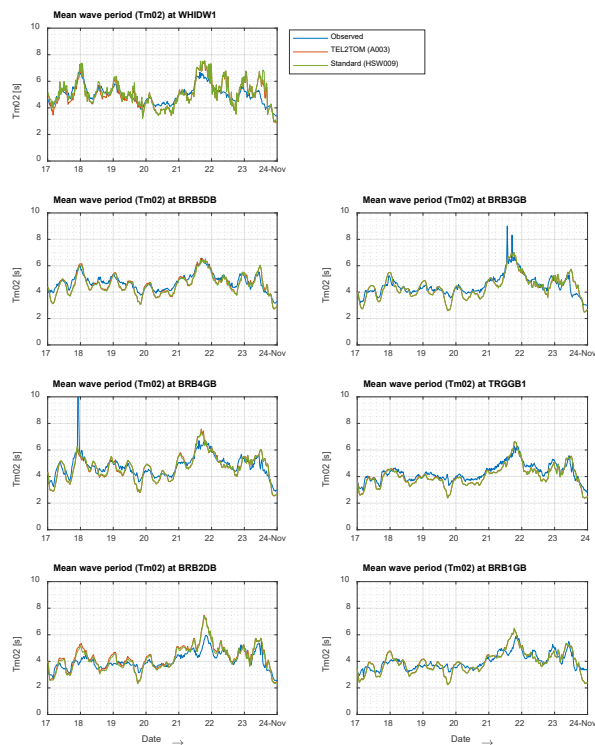 Mean wave period (Tm02) at WHIDW1
Observed
TEL2TOM (A003)
Standard (HSW009)
Tm02 [s]
10
8
6
4
2
0
17 18 19 20 21 22 23 24-Nov
Mean wave period (Tm02) at BRB5DB
Tm02 [s]
10
8
6
4
2
0
17 18 19 20 21 22 23 24-Nov
Mean wave period (Tm02) at BRB3GB
Tm02 [s]
10
8
6
4
2
0
17 18 19 20 21 22 23 24-Nov
Mean wave period (Tm02) at BRB4GB
Tm02 [s]
10
8
6
4
2
0
17 18 19 20 21 22 23 24-Nov
Mean wave period (Tm02) at TRGGB1
Tm02 [s]
10
8
6
4
2
0
17 18 19 20 21 22 23 24
Mean wave period (Tm02) at BRB2DB
Tm02 [s]
10
8
6
4
2
0
17 18 19 20 21 22 23 24-Nov
Date →
Mean wave period (Tm02) at BRB1GB
Tm02 [s]
10
8
6
4
2
0
17 18 19 20 21 22 23 24-Nov
Date →